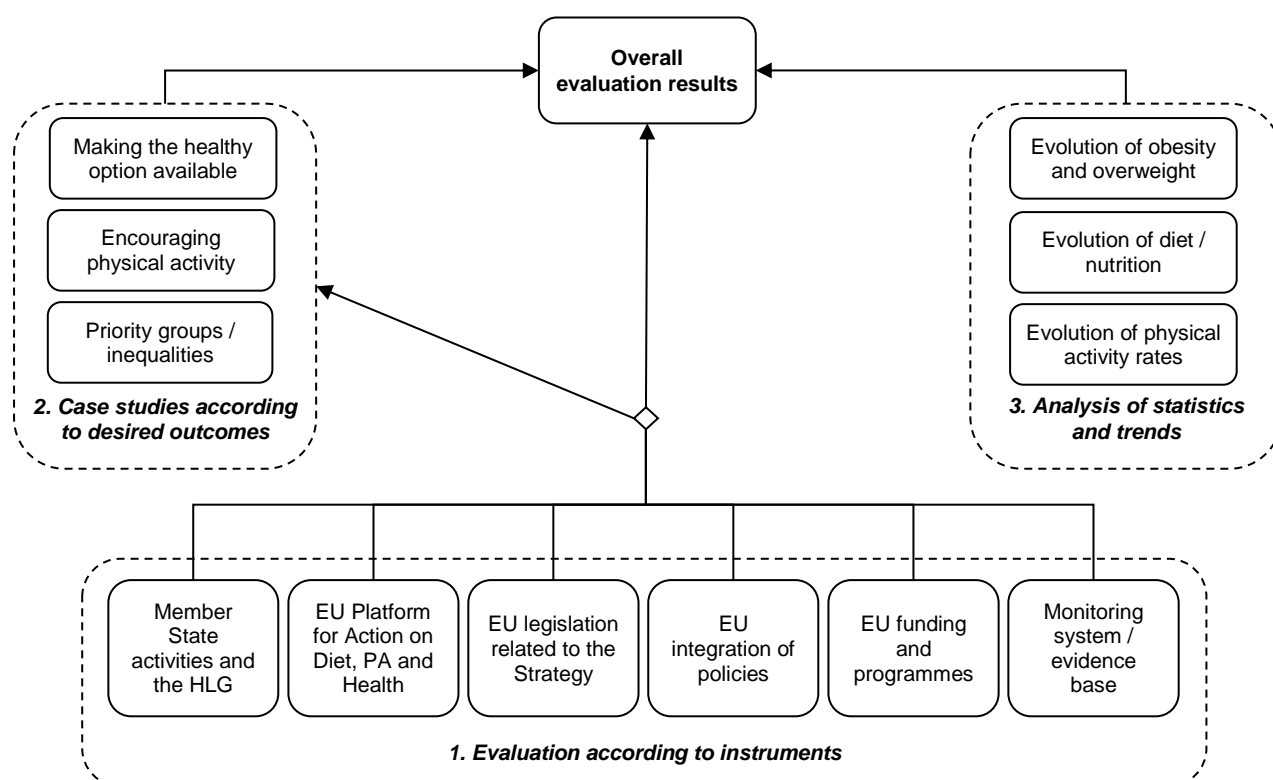 Overall
evaluation results
Making the healthy
option available
Encouraging
physical activity
Priority groups /
inequalities
2. Case studies according
to desired outcomes
Evolution of obesity
and overweight
Evolution of diet /
nutrition
Evolution of physical
activity rates
3. Analysis of statistics
and trends
Member
State
activities and
the HLG
EU Platform
for Action on
Diet, PA and
Health
EU legislation
related to the
Strategy
EU
integration of
policies
EU funding
and
programmes
Monitoring
system /
evidence
base
1. Evaluation according to instruments